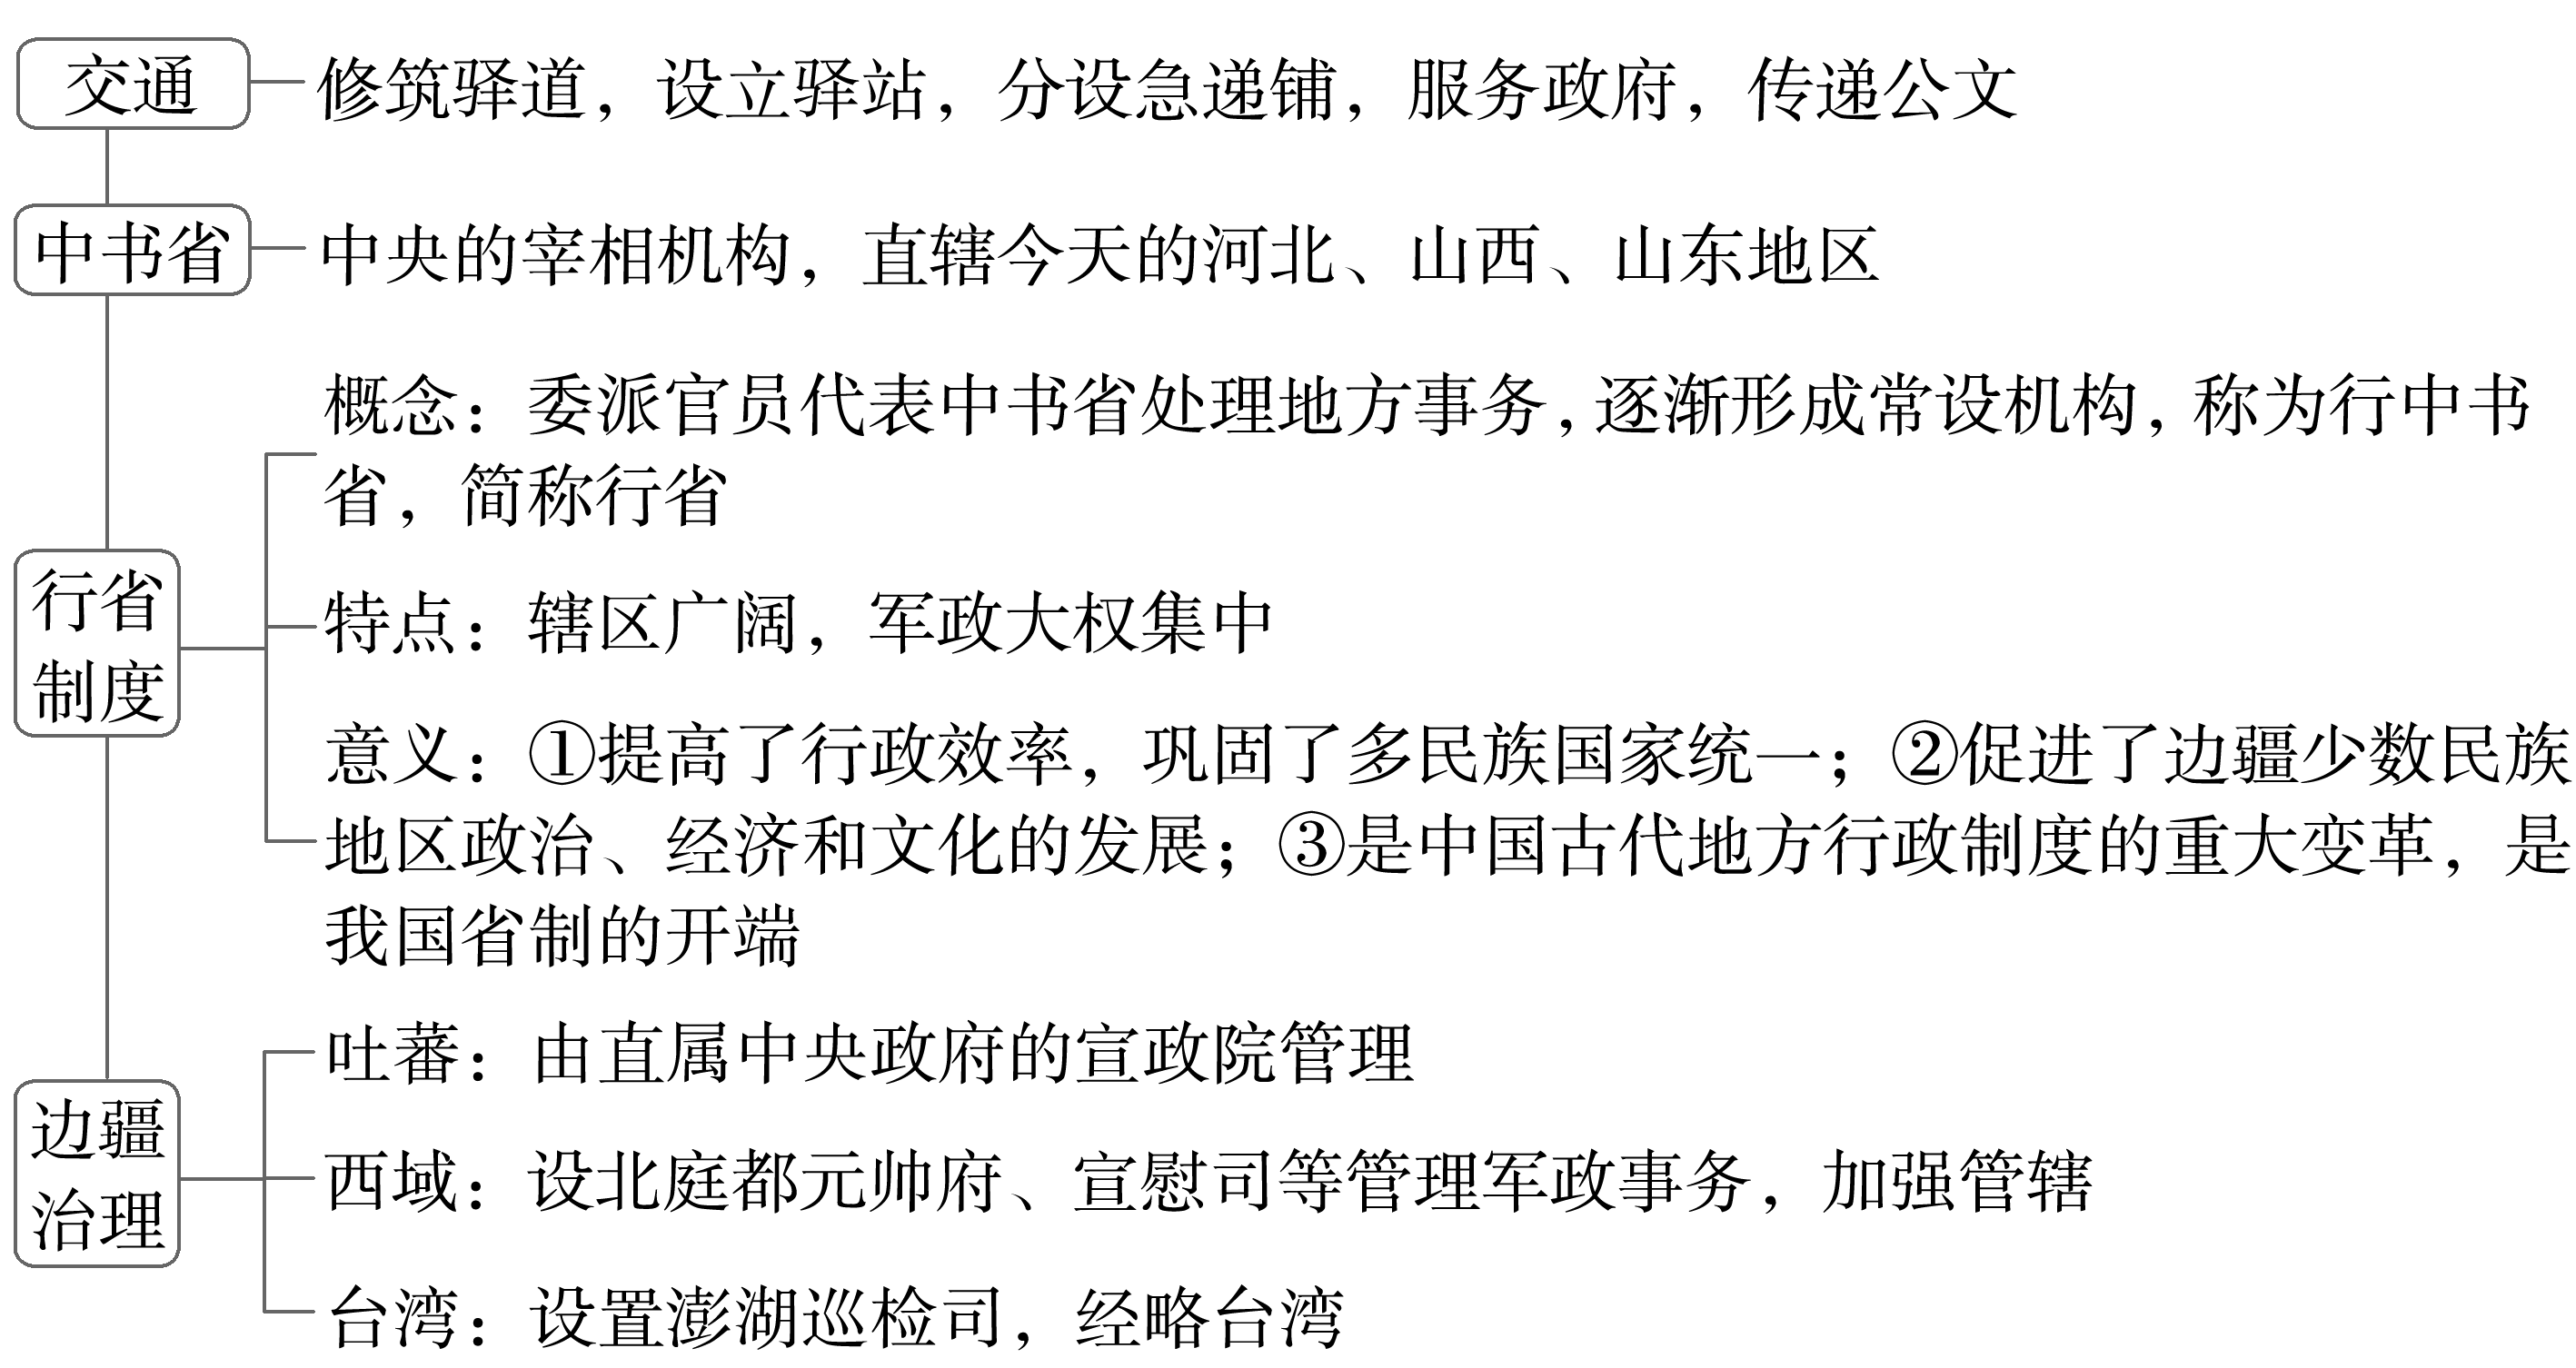 交通
修筑驿道，设立驿站，分设急递铺，服务政府，传递公文
中书省
中央的宰相机构，直辖今天的河北、山西、山东地区
行省
制度
概念：委派官员代表中书省处理地方事务，逐渐形成常设机构，称为行中书
省，简称行省
特点：辖区广阔，军政大权集中
意义：①提高了行政效率，巩固了多民族国家统一；②促进了边疆少数民族
地区政治、经济和文化的发展；③是中国古代地方行政制度的重大变革，是
我国省制的开端
边疆
治理
吐蕃：由直属中央政府的宣政院管理
西域：设北庭都元帅府、宣慰司等管理军政事务，加强管辖
台湾：设置澎湖巡检司，经略台湾